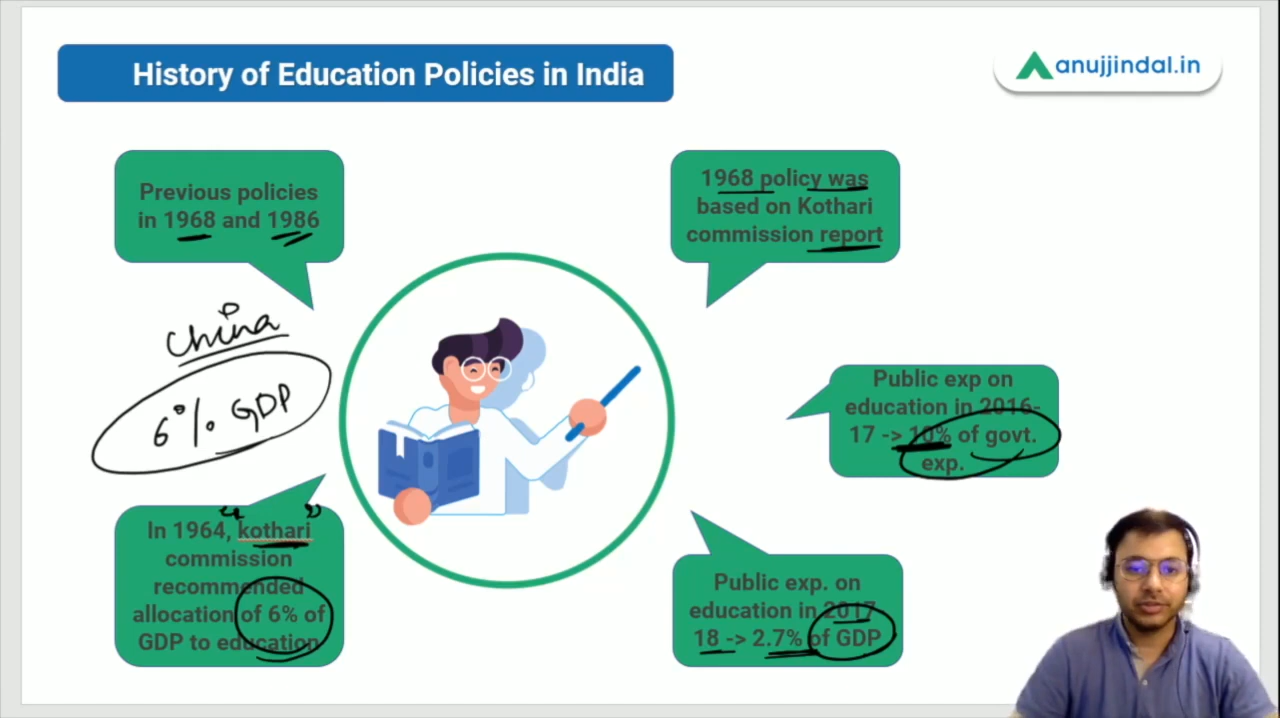 History of Education Policies in India
anujjindal.in
Previous policies
in 1968 and 1986
1968 policy was
based on Kothari
commission report
China
6% GDP
Public exp on
education in 2016-
17 -> 10% of govt.
exp.
In 1964, "kothari"
commission
recommended
allocation of 6% of
GDP to education
Public exp. on
education in 2017
18 -> 2.7% of GDP